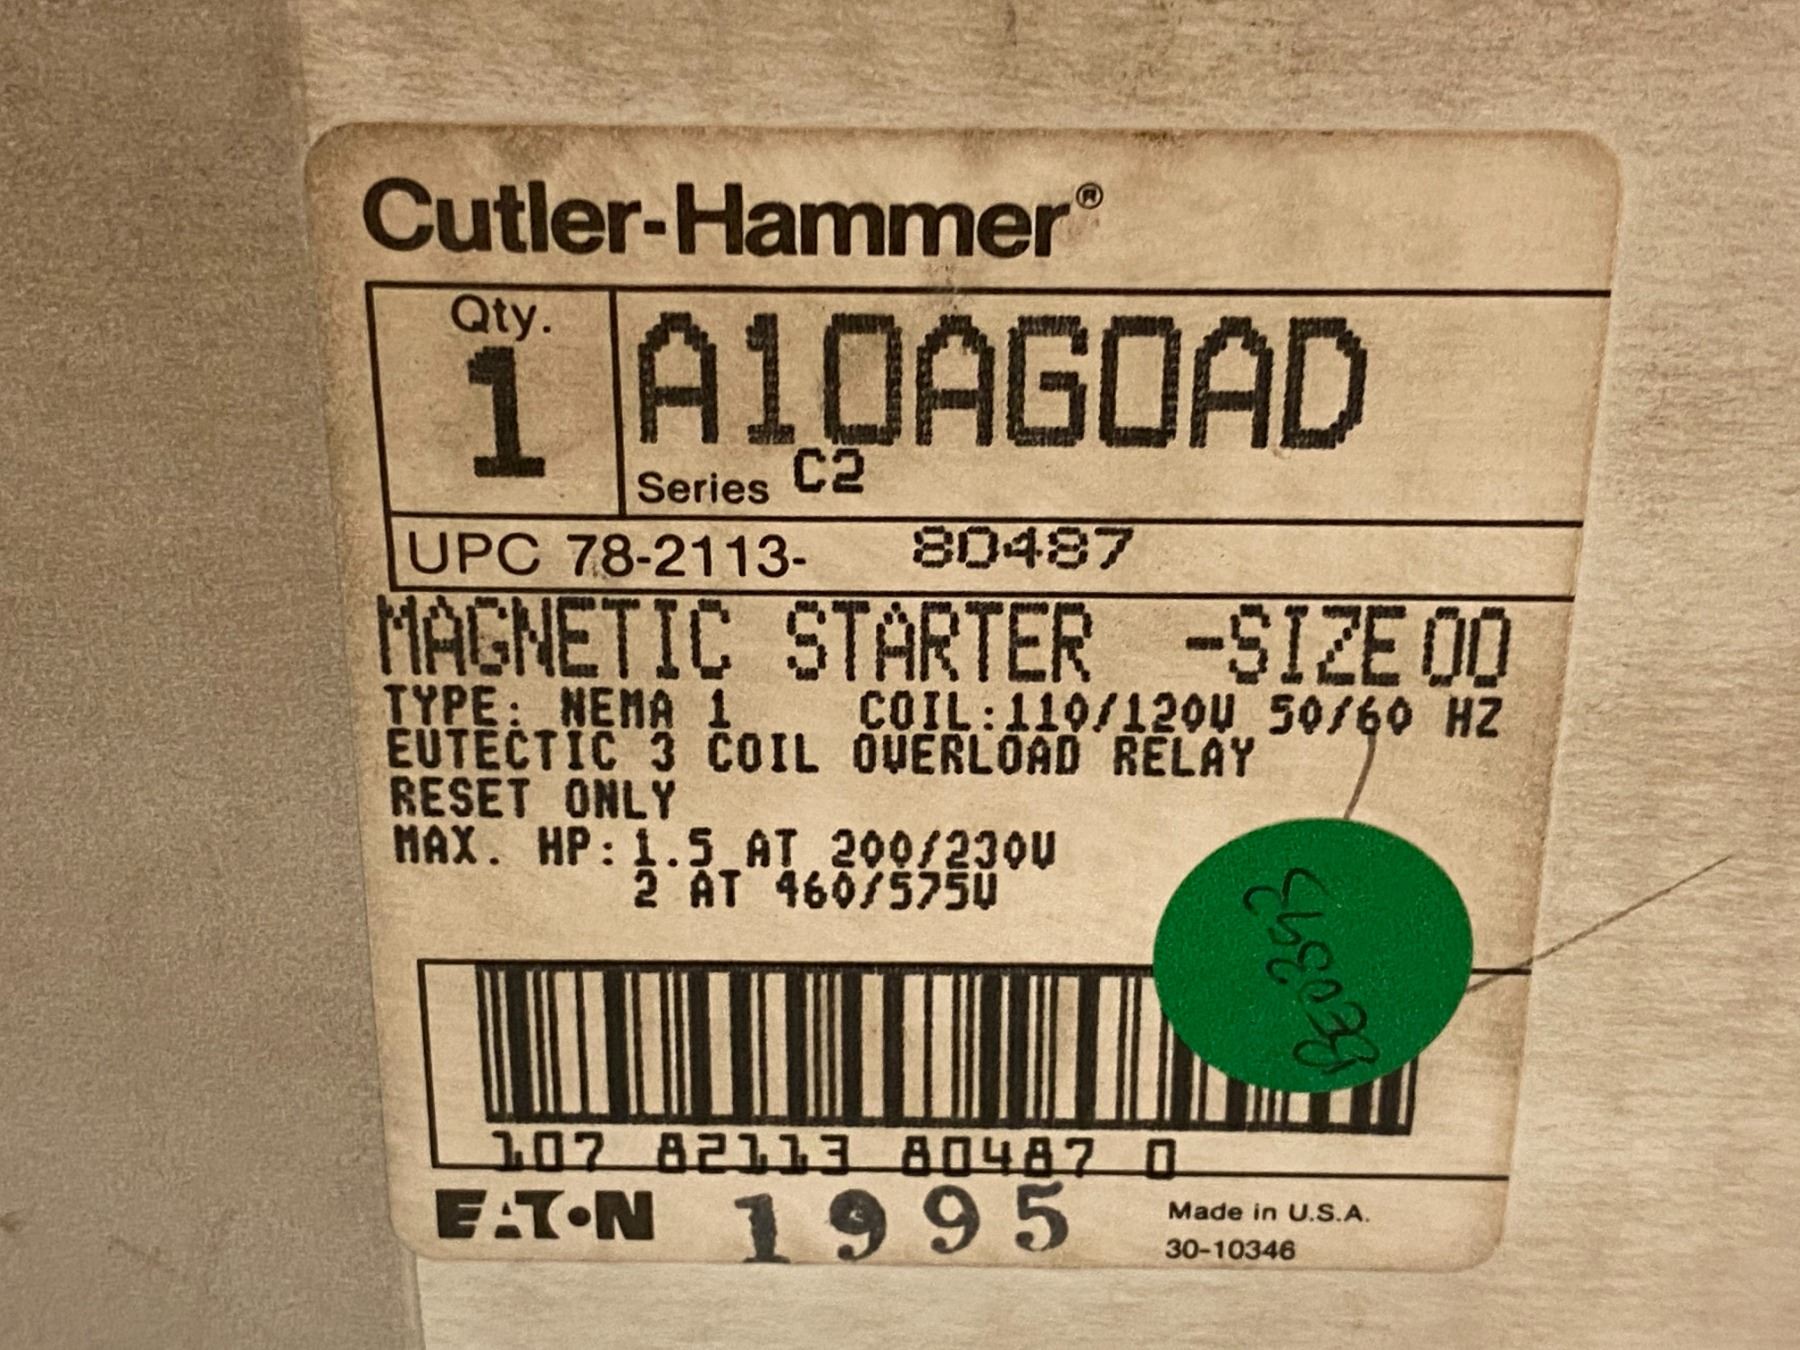 Cutler-Hammer®
Qty.
1
A10AG0AD
Series C2
UPC 78-2113- 80487
MAGNETIC STARTER -SIZE 00
TYPE: NEMA 1 COIL:110/120V 50/60 HZ
EUTECTIC 3 COIL OVERLOAD RELAY
RESET ONLY
MAX. HP: 1.5 AT 200/230V
2 AT 460/575V
107 82113 80487 0
EATON 1995
Made in U.S.A.
30-10346